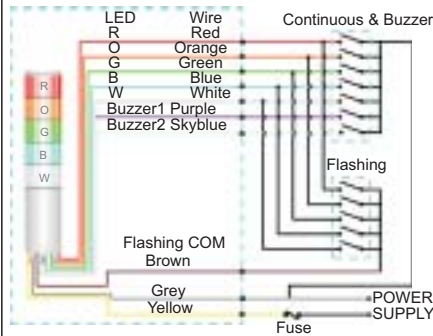 LED Wire
Continuous & Buzzer
R Red
O Orange
G Green
B Blue
W White
Buzzer1 Purple
Buzzer2 Skyblue
R
O
G
B
W
Flashing
Flashing COM
Brown
Grey
Yellow
POWER
SUPPLY
Fuse